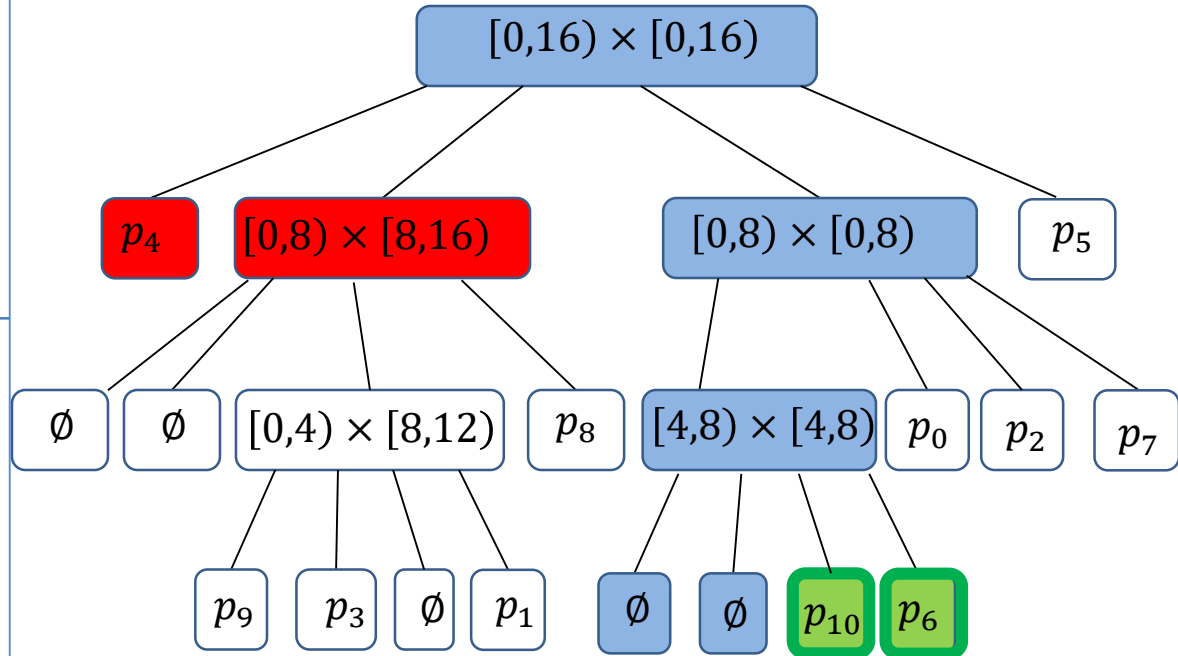 [0,16) × [0,16)
p₄ [0,8) × [8,16) [0,8) × [0,8) p₅
∅ ∅ [0,4) × [8,12) p₈ [4,8) × [4,8) p₀ p₂ p₇
p₉ p₃ ∅ p₁ ∅ ∅ p₁₀ p₆